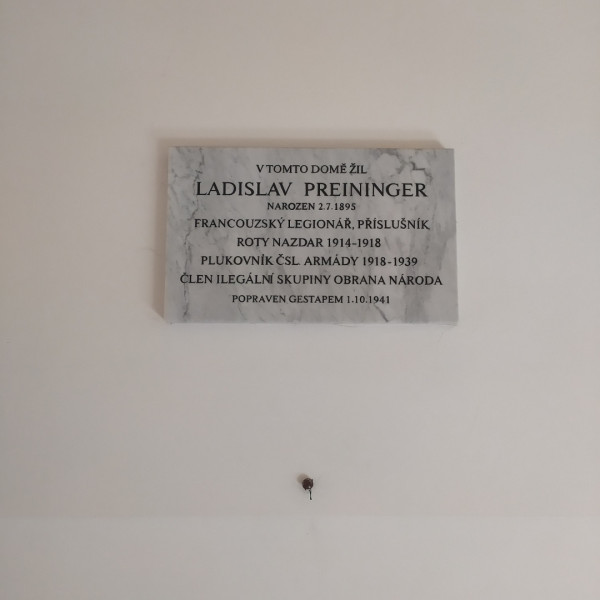 V TOMTO DOMĚ ŽIL
LADISLAV PREININGER
NAROZEN 2.7.1895
FRANCOUZSKÝ LEGIONÁŘ, PŘÍSLUŠNÍK
ROTY NAZDAR 1914-1918
PLUKOVNÍK ČSL. ARMÁDY 1918-1939
ČLEN ILEGÁLNÍ SKUPINY OBRANA NÁRODA
POPRAVEN GESTAPEM 1.10.1941